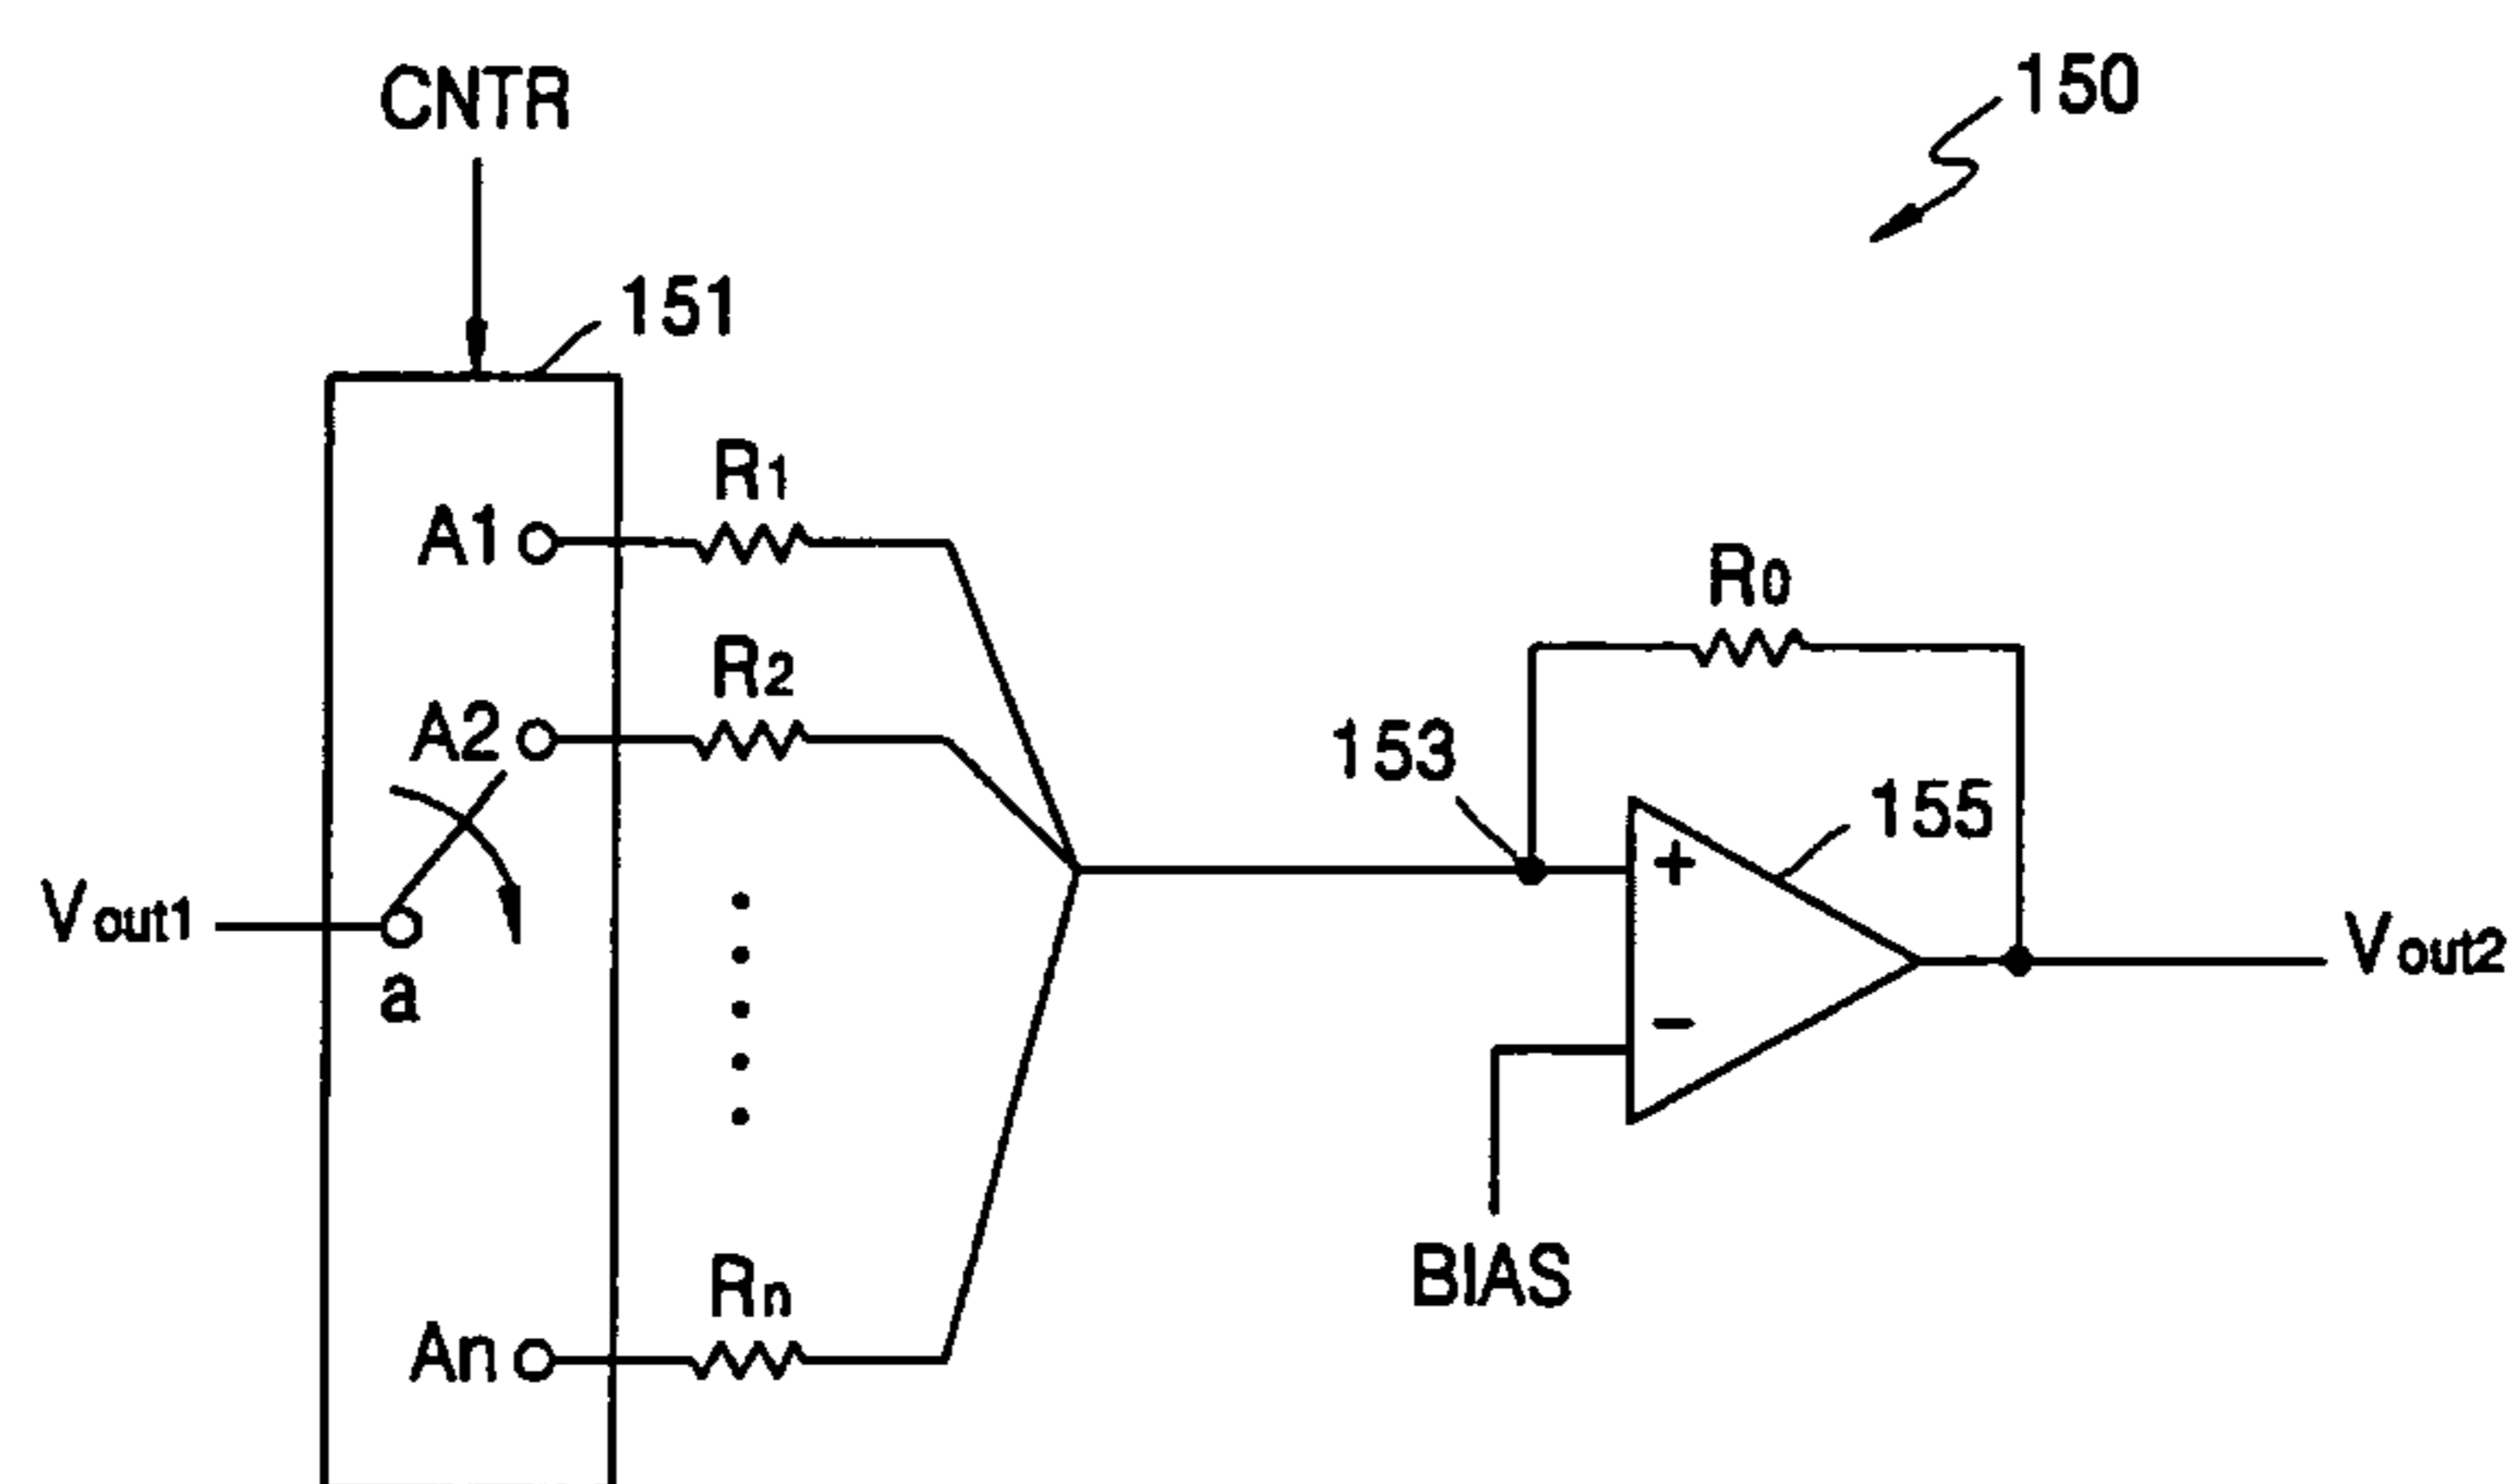 CNTR
150
151
R1
A1
R0
R2
A2
153
155
+
Vout1
Vout2
a
−
BIAS
Rn
An